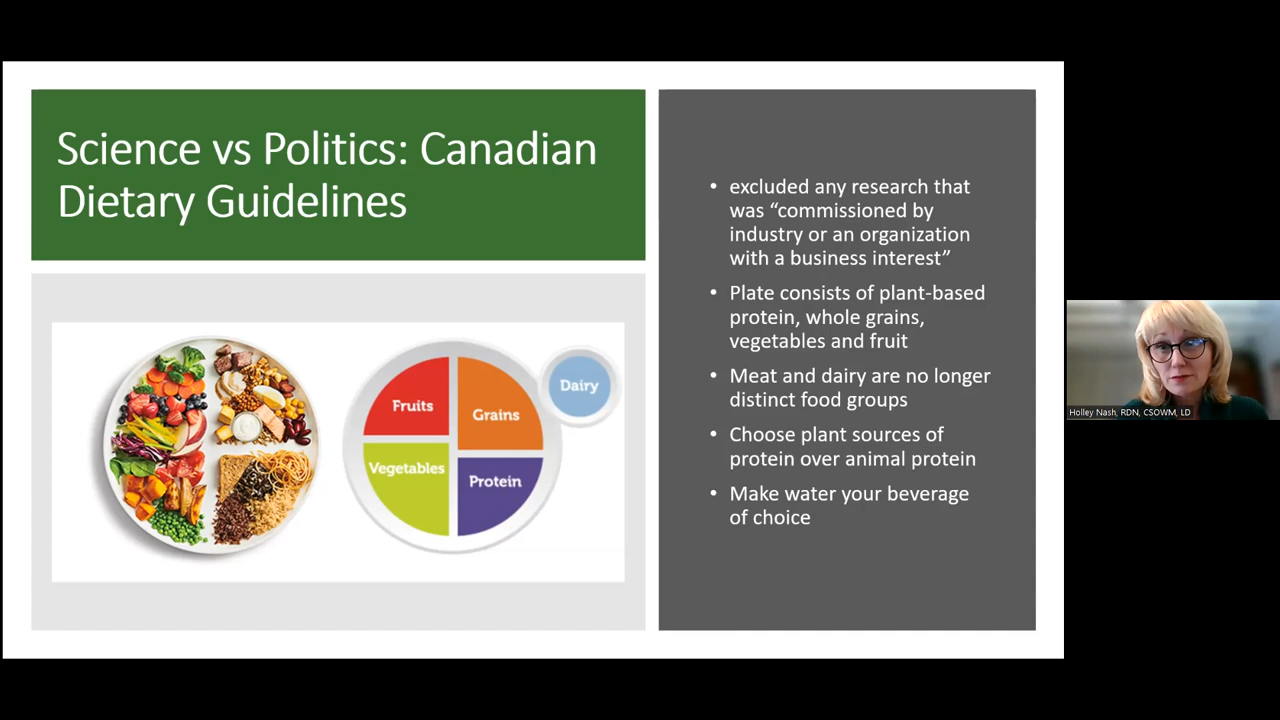 Science vs Politics: Canadian
Dietary Guidelines
Fruits
Grains
Dairy
Vegetables
Protein
• excluded any research that
was “commissioned by
industry or an organization
with a business interest”
• Plate consists of plant-based
protein, whole grains,
vegetables and fruit
• Meat and dairy are no longer
distinct food groups
• Choose plant sources of
protein over animal protein
• Make water your beverage
of choice
Holley Nash, RDN, CSOWM, LD